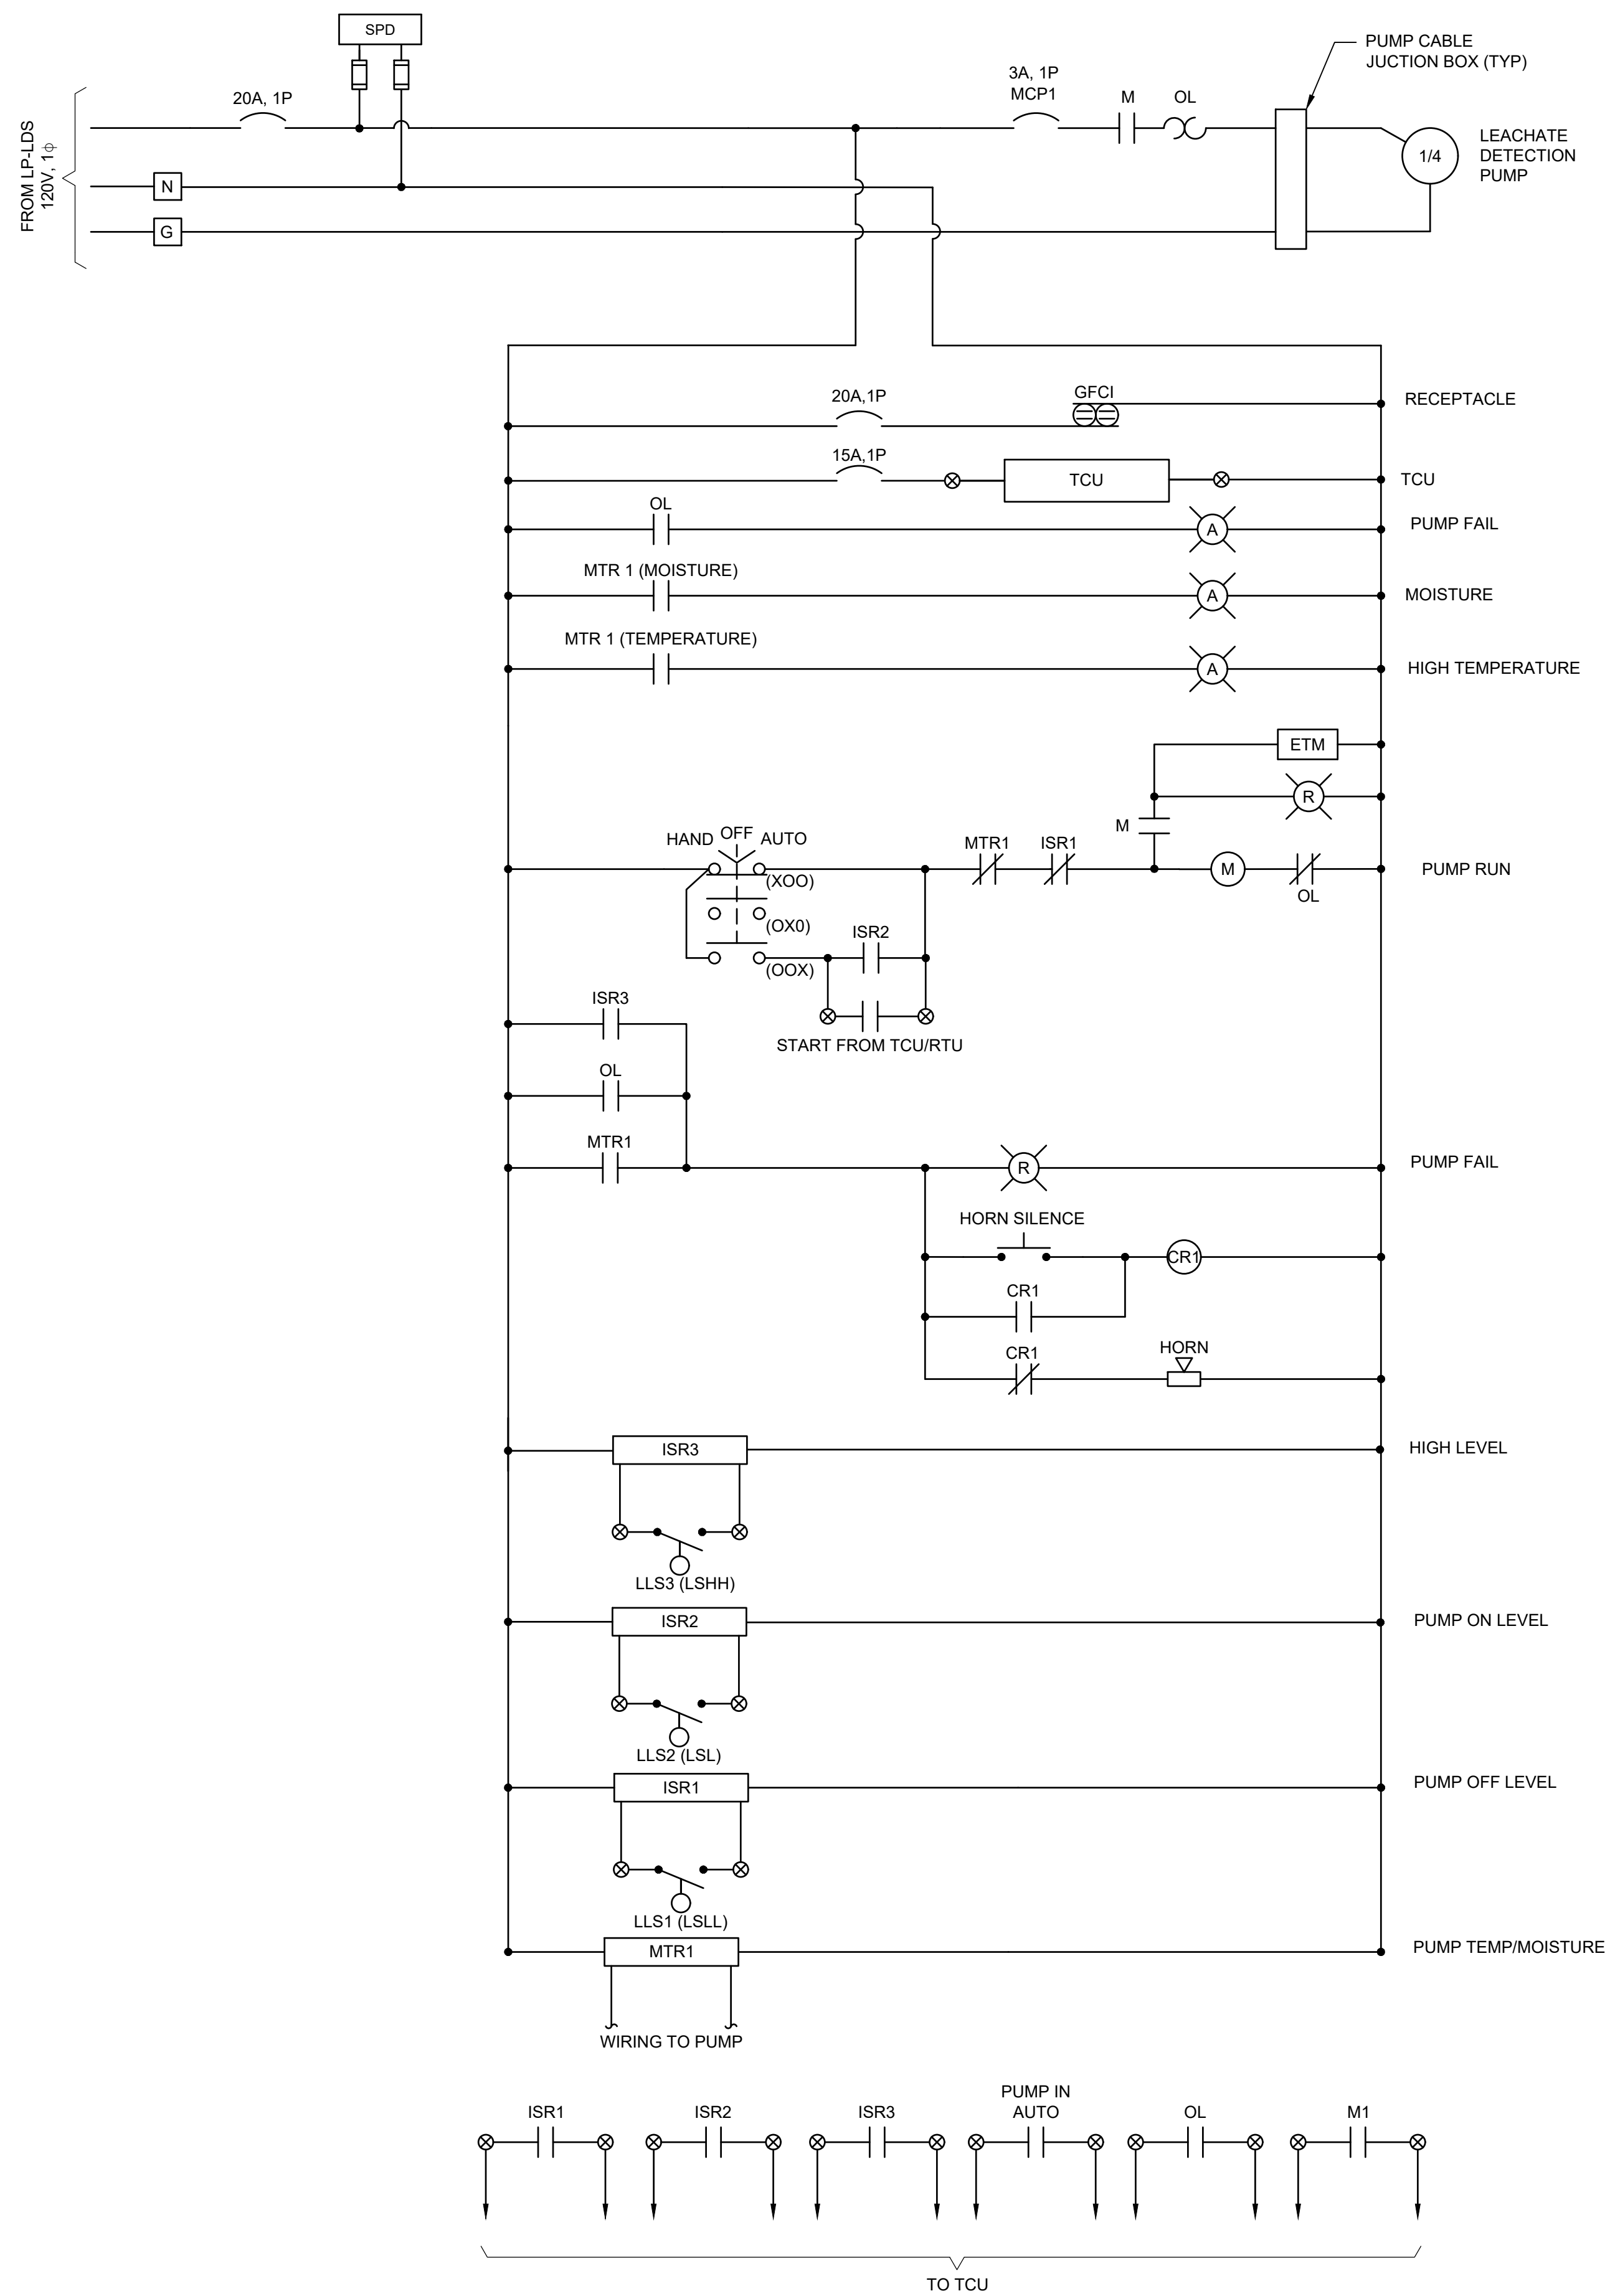 SPD
PUMP CABLE
JUCTION BOX (TYP)
3A, 1P
MCP1
M
OL
20A, 1P
FROM LP-LDS
120V, 1ϕ
1/4
LEACHATE
DETECTION
PUMP
N
G
20A,1P
GFCI
RECEPTACLE
15A,1P
TCU
TCU
OL
A
PUMP FAIL
MTR 1 (MOISTURE)
A
MOISTURE
MTR 1 (TEMPERATURE)
A
HIGH TEMPERATURE
ETM
R
M
HAND OFF AUTO
MTR1
ISR1
(XOO)
M
OL
PUMP RUN
(OX0)
ISR2
(OOX)
START FROM TCU/RTU
ISR3
OL
MTR1
R
PUMP FAIL
HORN SILENCE
CR1
CR1
CR1
HORN
ISR3
HIGH LEVEL
LLS3 (LSHH)
ISR2
PUMP ON LEVEL
LLS2 (LSL)
ISR1
PUMP OFF LEVEL
LLS1 (LSLL)
MTR1
PUMP TEMP/MOISTURE
WIRING TO PUMP
ISR1
ISR2
ISR3
PUMP IN
AUTO
OL
M1
TO TCU